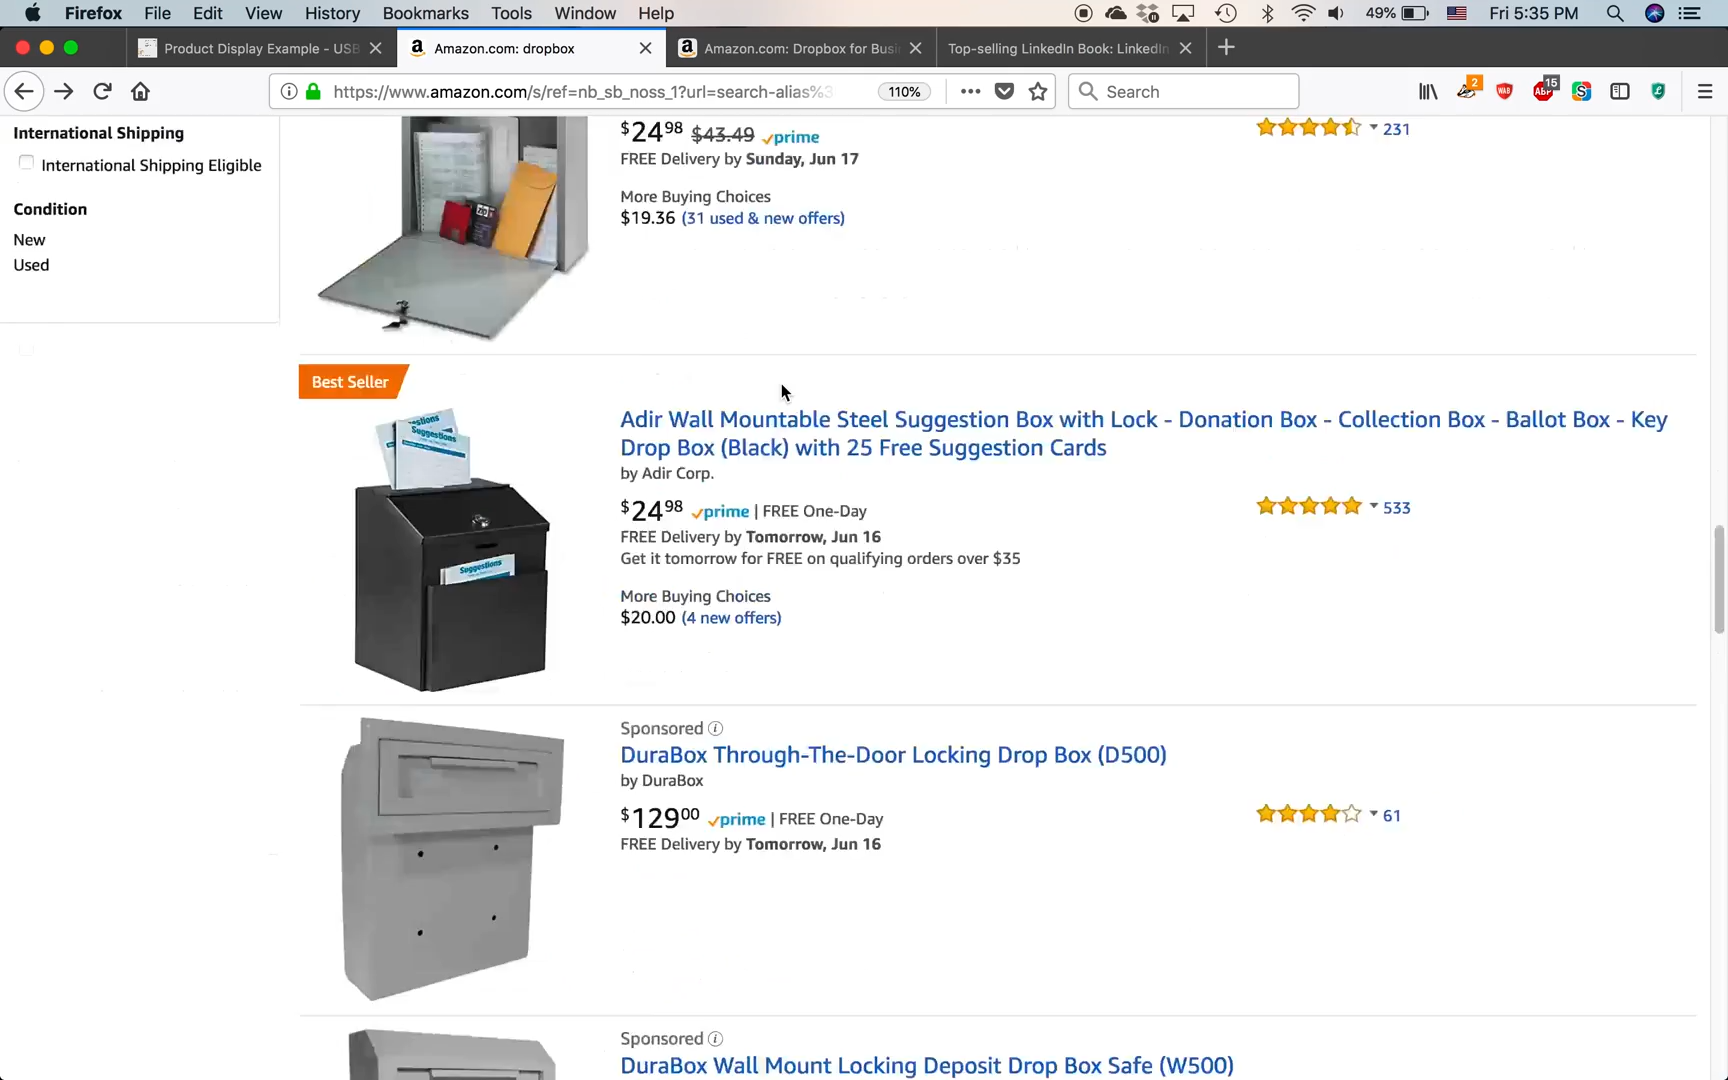 Firefox File Edit View History Bookmarks Tools Window Help 49% Fri 5:35 PM
Product Display Example - USB
Amazon.com: dropbox
Amazon.com: Dropbox for Busi
Top-selling LinkedIn Book: LinkedIn
https://www.amazon.com/s/ref=nb_sb_noss_1?url=search-alias%3 110% Search 2 WAB 15 ABP S
International Shipping
International Shipping Eligible
Condition
New
Used
$24 98 $43.49 prime
231
FREE Delivery by Sunday, Jun 17
More Buying Choices
$19.36 (31 used & new offers)
Best Seller
Suggestions
Suggestions
Suggestions
Adir Wall Mountable Steel Suggestion Box with Lock - Donation Box - Collection Box - Ballot Box - Key
Drop Box (Black) with 25 Free Suggestion Cards
by Adir Corp.
$24 98 prime | FREE One-Day
533
FREE Delivery by Tomorrow, Jun 16
Get it tomorrow for FREE on qualifying orders over $35
More Buying Choices
$20.00 (4 new offers)
Sponsored
DuraBox Through-The-Door Locking Drop Box (D500)
by DuraBox
$129 00 prime | FREE One-Day
61
FREE Delivery by Tomorrow, Jun 16
Sponsored
DuraBox Wall Mount Locking Deposit Drop Box Safe (W500)